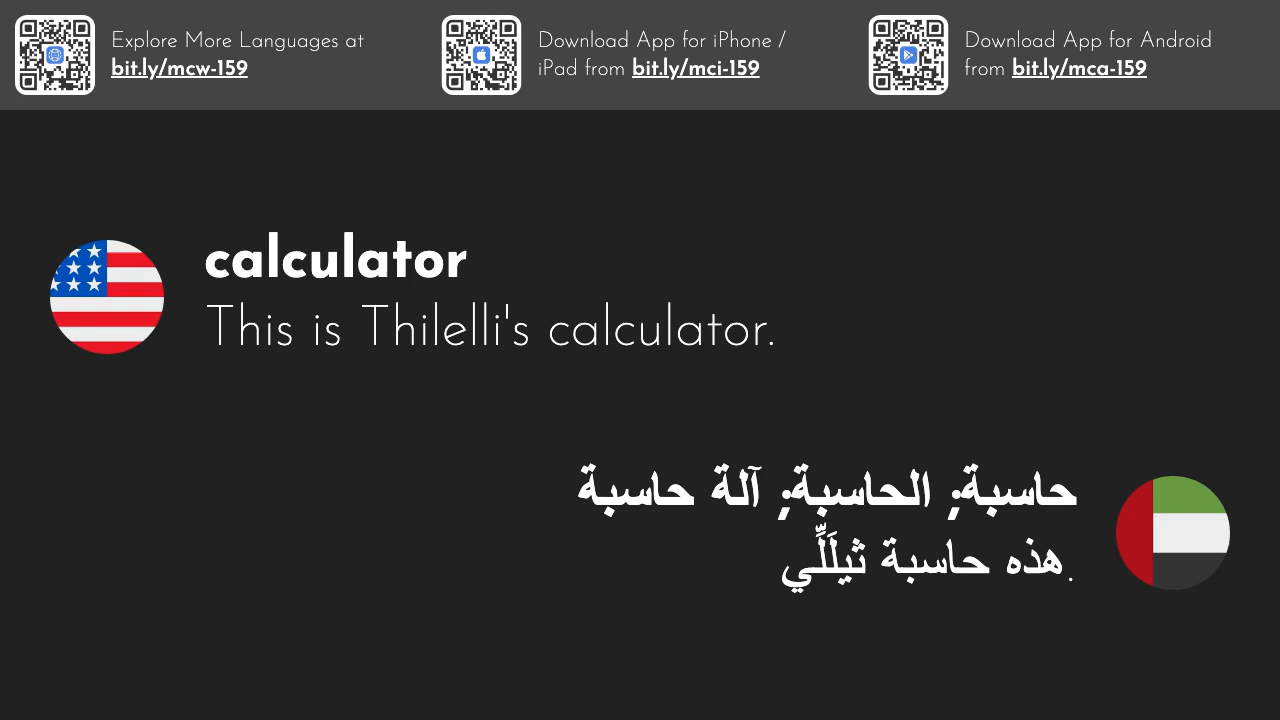 Explore More Languages at
bit.ly/mcw-159
Download App for iPhone /
iPad from bit.ly/mci-159
Download App for Android
from bit.ly/mca-159
calculator
This is Thilelli's calculator.
حاسبة; الحاسبة; آلة حاسبة
هذه حاسبة ثيلَلِّي.